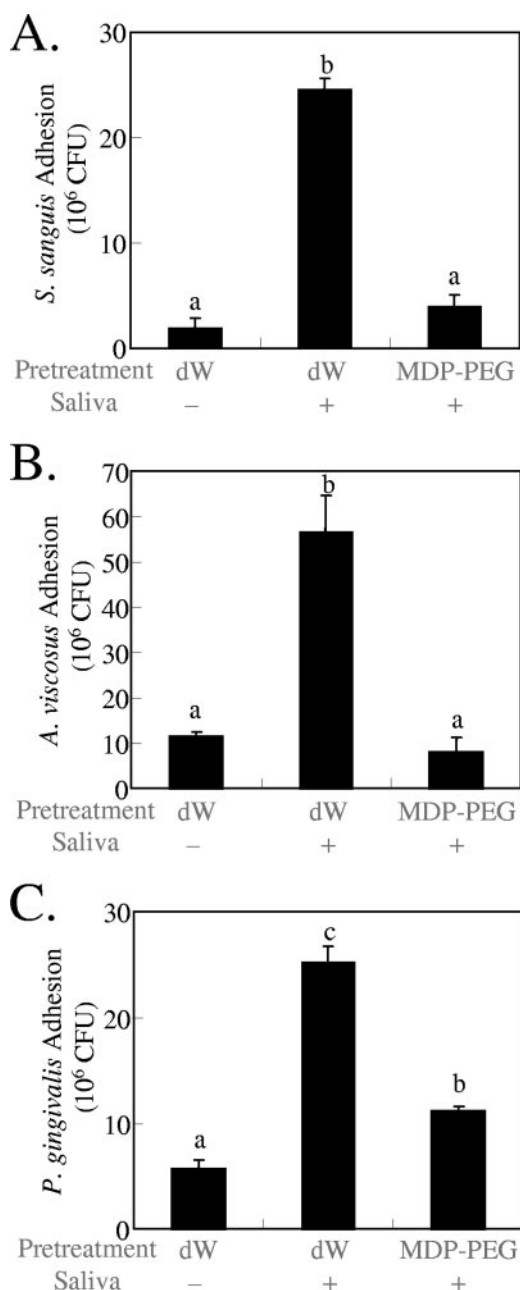 A.
S. sanguis Adhesion
(10⁶ CFU)
30
20
10
0
a
b
a
Pretreatment dW dW MDP-PEG
Saliva – + +
B.
A. viscosus Adhesion
(10⁶ CFU)
70
60
50
40
30
20
10
0
a
b
a
Pretreatment dW dW MDP-PEG
Saliva – + +
C.
P. gingivalis Adhesion
(10⁶ CFU)
30
20
10
0
a
c
b
Pretreatment dW dW MDP-PEG
Saliva – + +